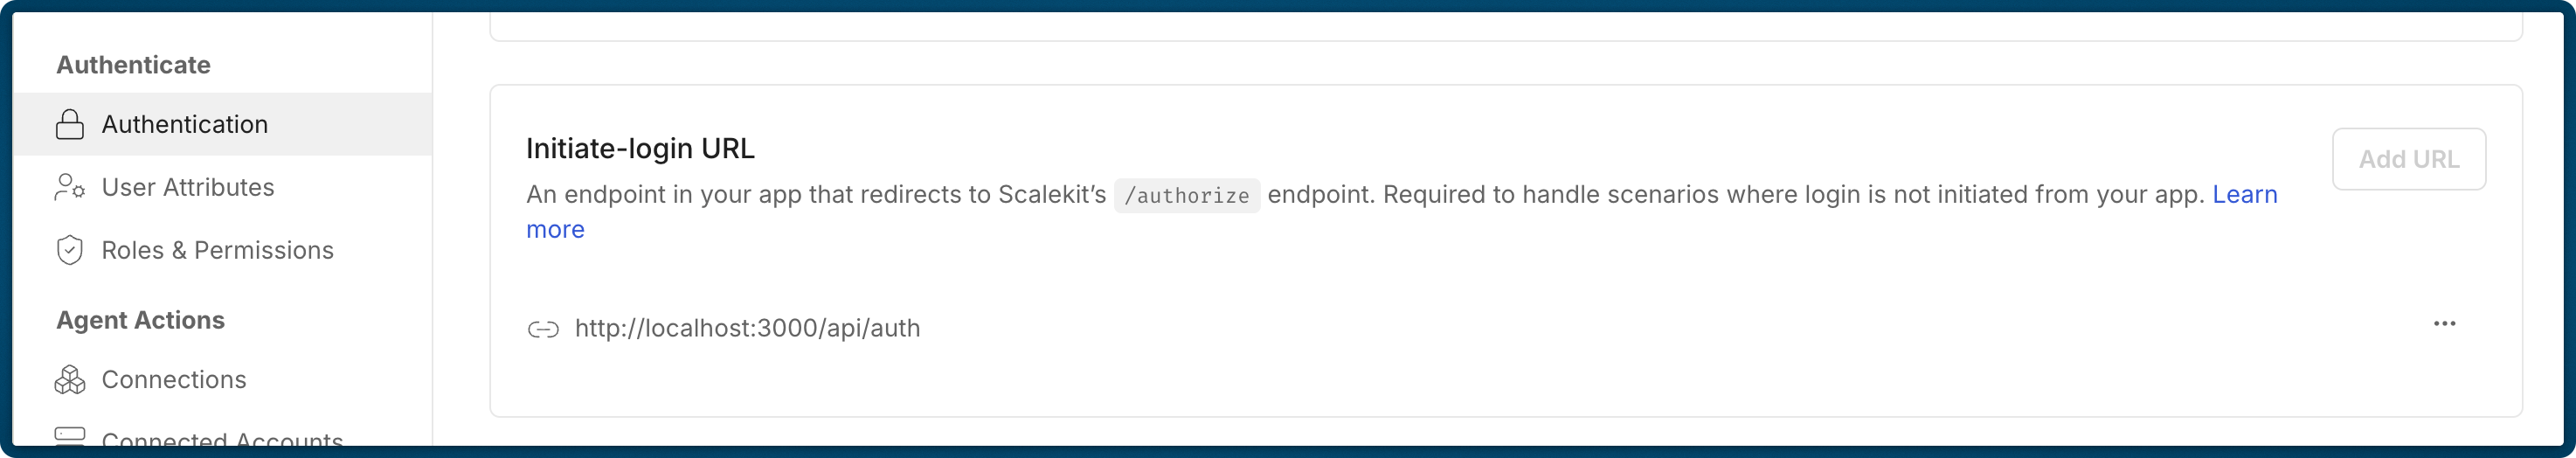 Authenticate
Authentication
User Attributes
Roles & Permissions
Agent Actions
Connections
Connected Accounts
Initiate-login URL
Add URL
An endpoint in your app that redirects to Scalekit’s /authorize endpoint. Required to handle scenarios where login is not initiated from your app. Learn
more
http://localhost:3000/api/auth